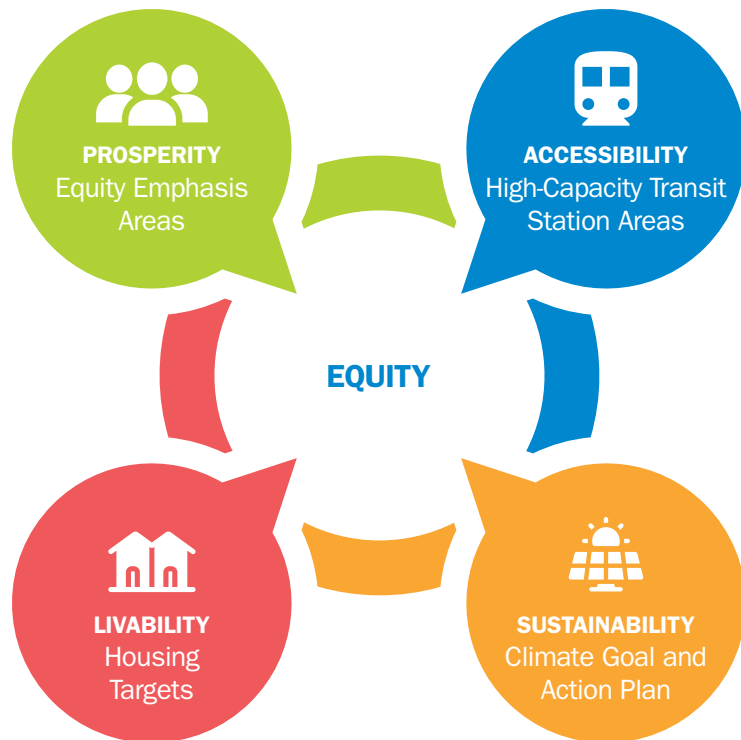 PROSPERITY
Equity Emphasis
Areas
ACCESSIBILITY
High-Capacity Transit
Station Areas
EQUITY
LIVABILITY
Housing
Targets
SUSTAINABILITY
Climate Goal and
Action Plan